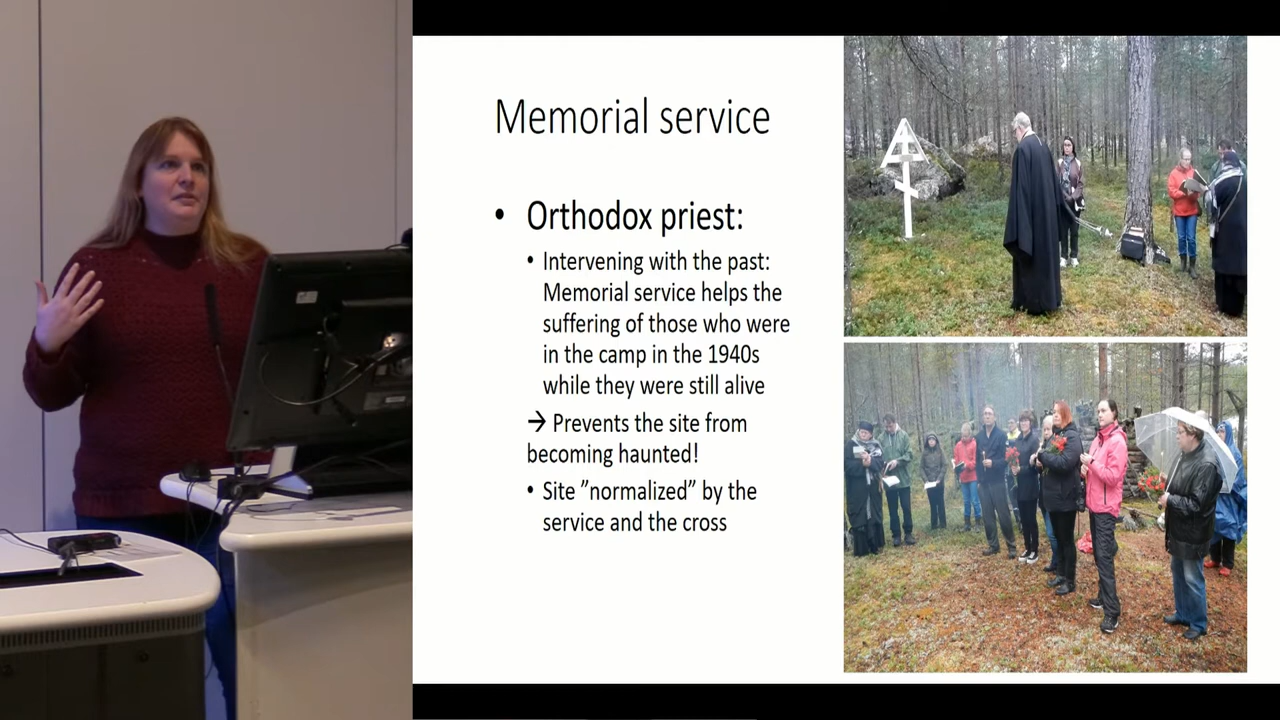 Memorial service
• Orthodox priest:
• Intervening with the past:
Memorial service helps the
suffering of those who were
in the camp in the 1940s
while they were still alive
→ Prevents the site from
becoming haunted!
• Site ”normalized” by the
service and the cross